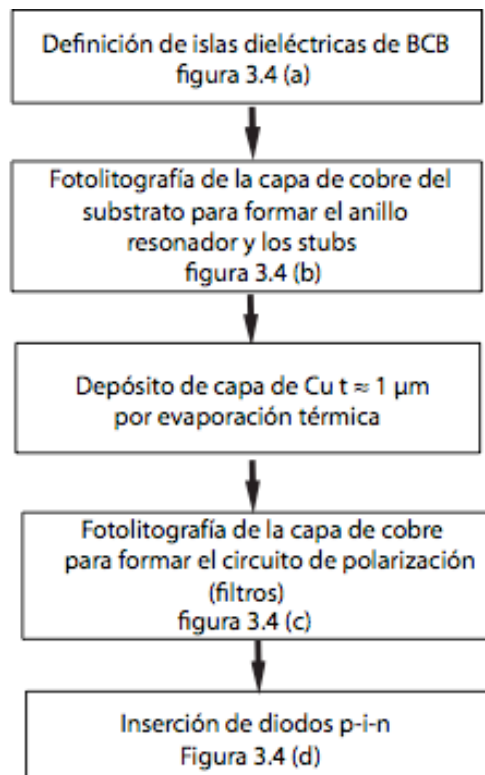 Definición de islas dieléctricas de BCB
figura 3.4 (a)
Fotolitografía de la capa de cobre del
substrato para formar el anillo
resonador y los stubs
figura 3.4 (b)
Depósito de capa de Cu t ≈ 1 μm
por evaporación térmica
Fotolitografía de la capa de cobre
para formar el circuito de polarización
(filtros)
figura 3.4 (c)
Inserción de diodos p-i-n
Figura 3.4 (d)